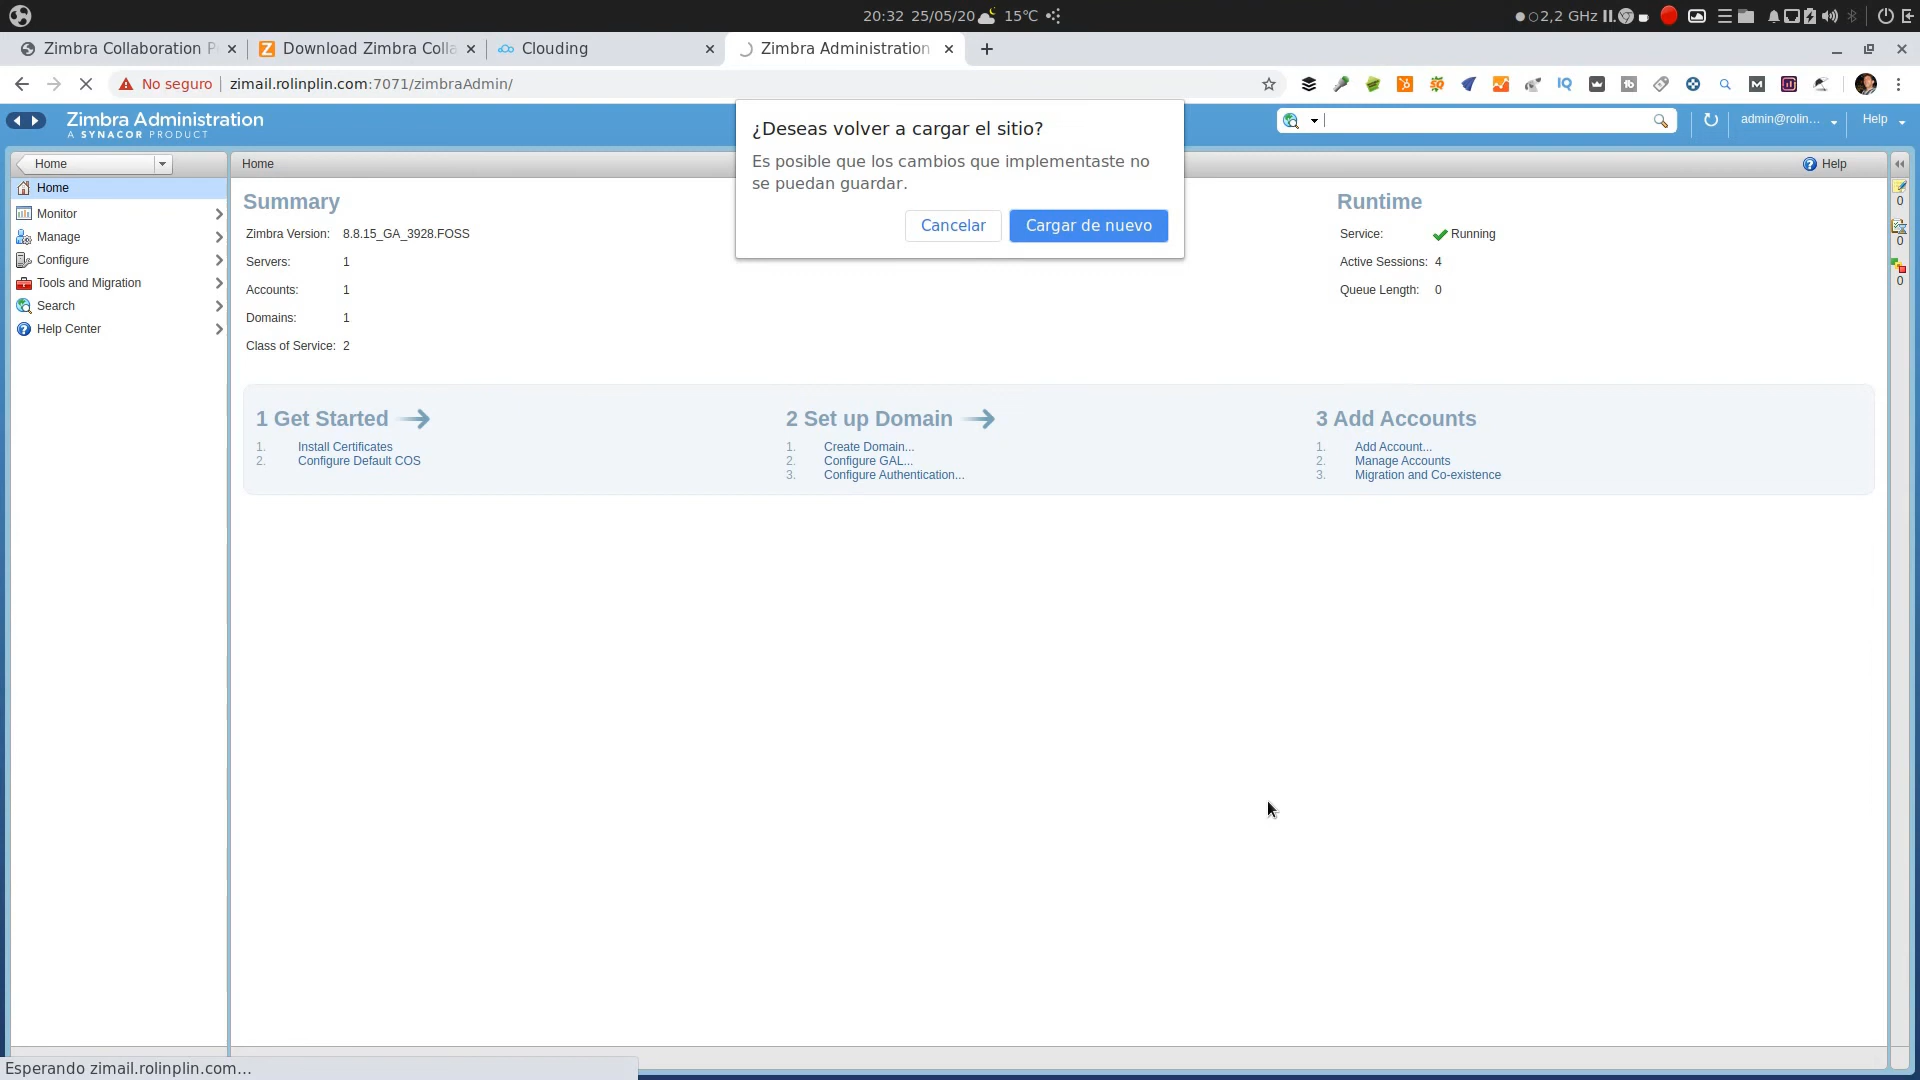 20:32 25/05/20 15°C 2,2 GHz
Zimbra Collaboration P
Download Zimbra Colla
Clouding
Zimbra Administration
No seguro zimail.rolinplin.com:7071/zimbraAdmin/
Zimbra Administration
A SYNACOR PRODUCT
admin@rolin...
Help
¿Deseas volver a cargar el sitio?
Es posible que los cambios que implementaste no
se puedan guardar.
Cancelar Cargar de nuevo
Home
Home
Help
Home
Monitor
Manage
Configure
Tools and Migration
Search
Help Center
Summary
Zimbra Version: 8.8.15_GA_3928.FOSS
Servers: 1
Accounts: 1
Domains: 1
Class of Service: 2
Runtime
Service: Running
Active Sessions: 4
Queue Length: 0
0
0
0
1 Get Started
1. Install Certificates
2. Configure Default COS
2 Set up Domain
1. Create Domain...
2. Configure GAL...
3. Configure Authentication...
3 Add Accounts
1. Add Account...
2. Manage Accounts
3. Migration and Co-existence
Esperando zimail.rolinplin.com...